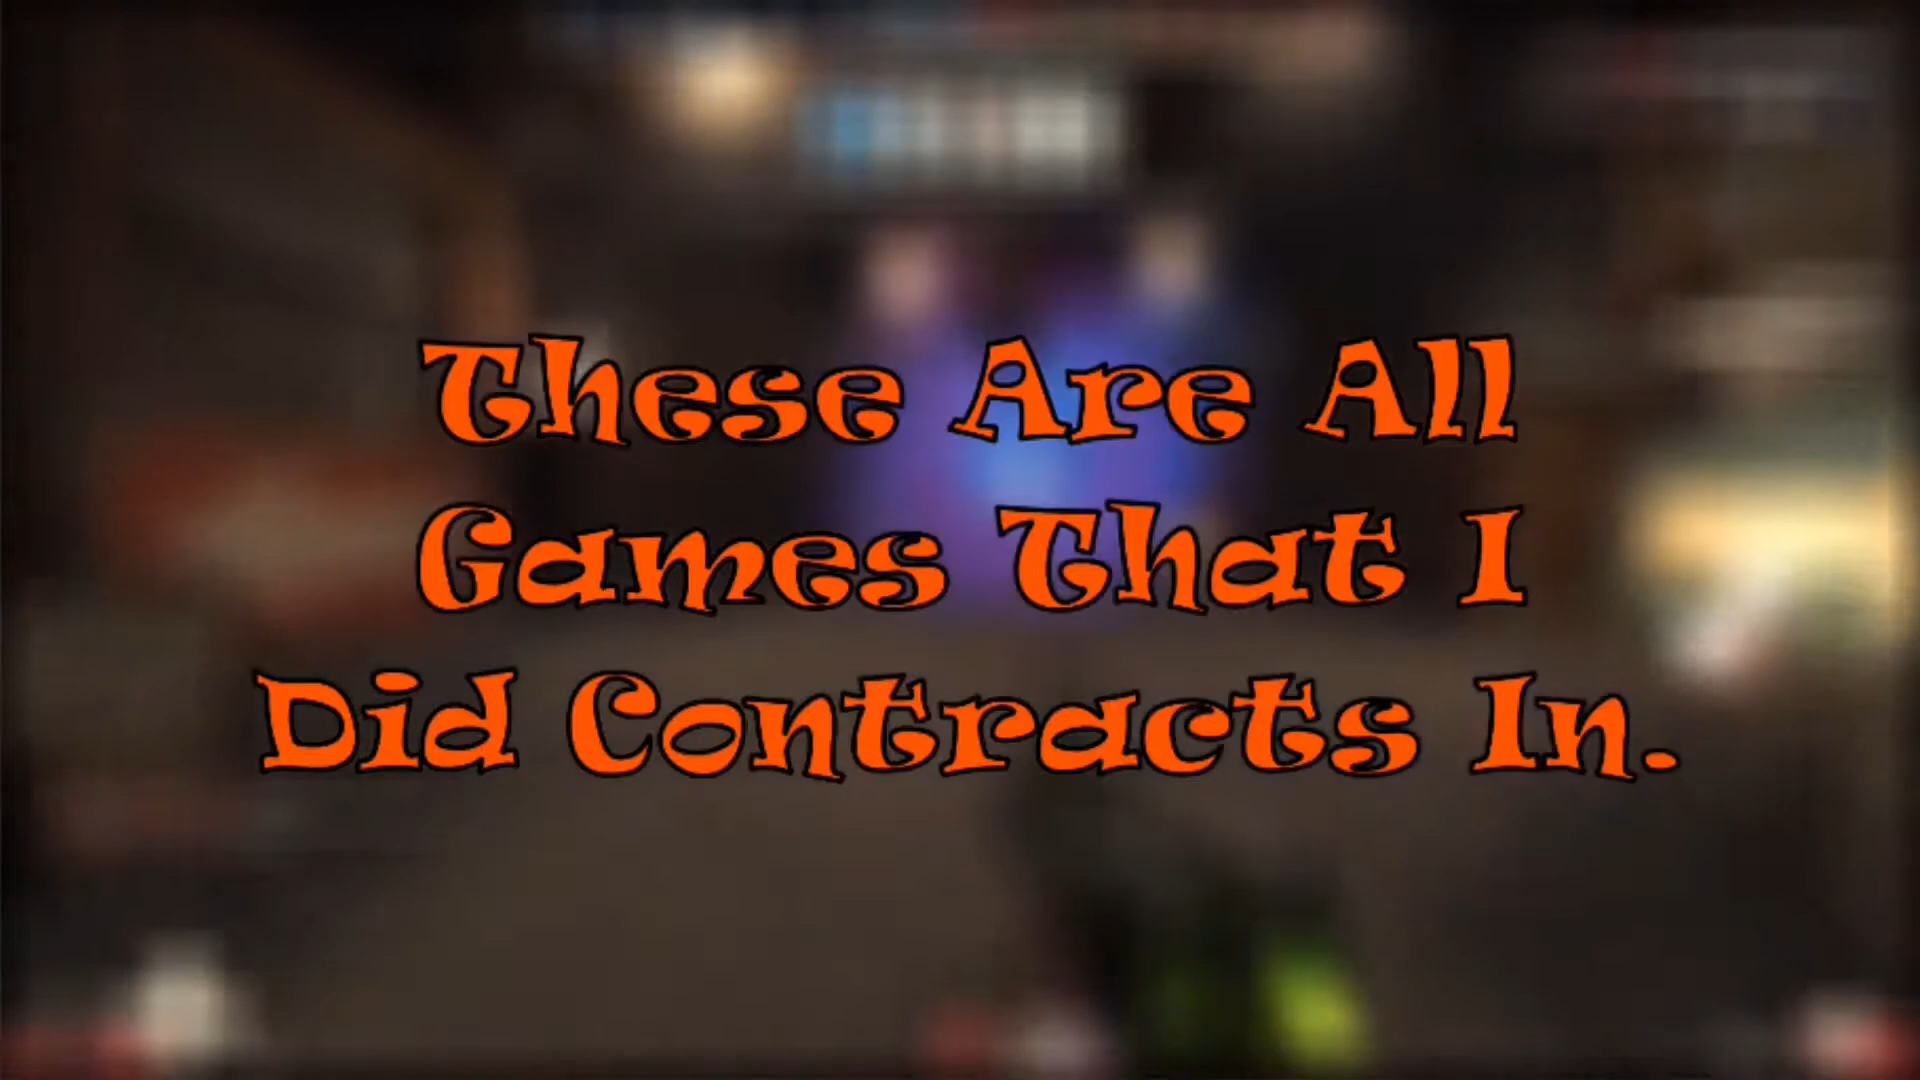 These Are All
Games That I
Did Contracts In.